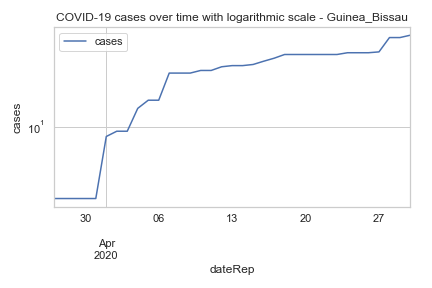 COVID-19 cases over time with logarithmic scale - Guinea_Bissau
cases
cases
10¹
30
06
13
20
27
Apr
2020
dateRep